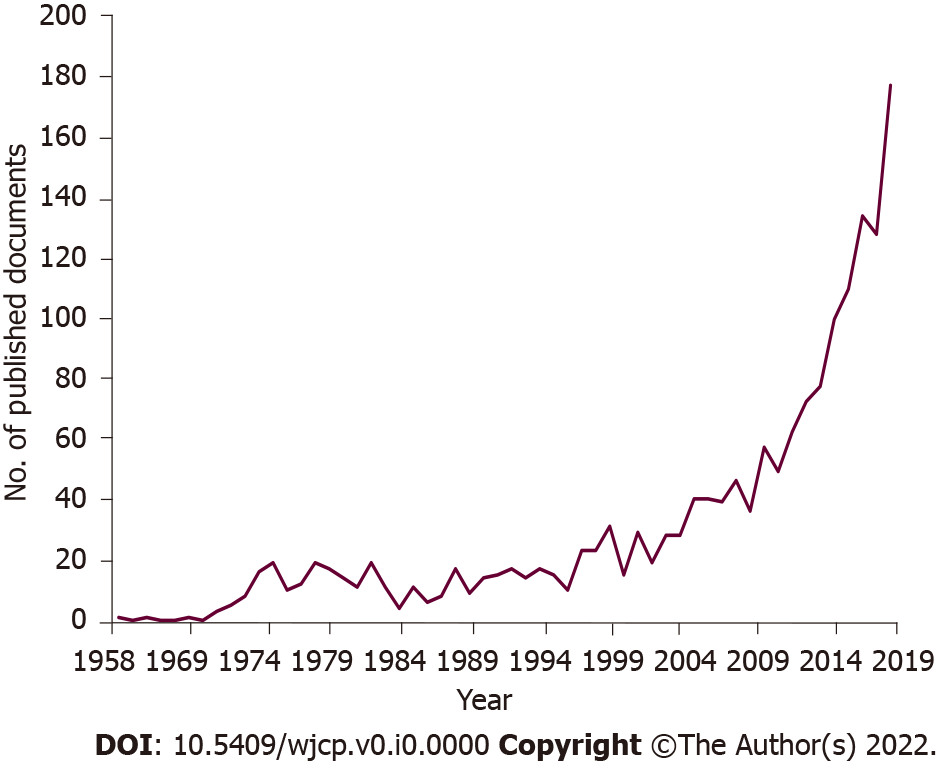 200
180
160
140
120
100
80
60
40
20
0
No. of published documents
1958 1969 1974 1979 1984 1989 1994 1999 2004 2009 2014 2019
Year
DOI: 10.5409/wjcp.v0.i0.0000 Copyright ©The Author(s) 2022.